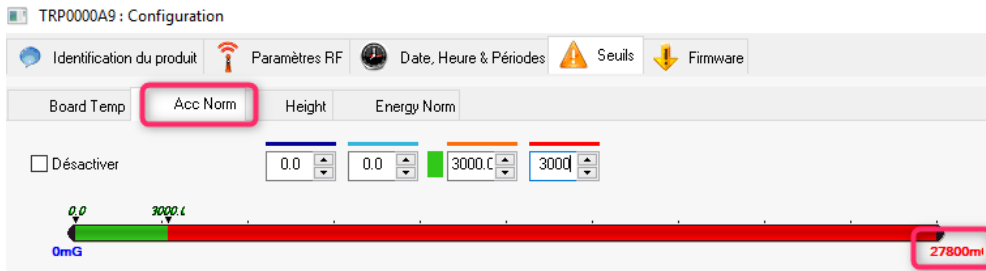 TRP0000A9 : Configuration
Identification du produit Paramètres RF Date, Heure & Périodes Seuils Firmware
Board Temp Acc Norm Height Energy Norm
Désactiver 0.0 0.0 3000.0 3000
0.0 3000.0
0mG 27800m